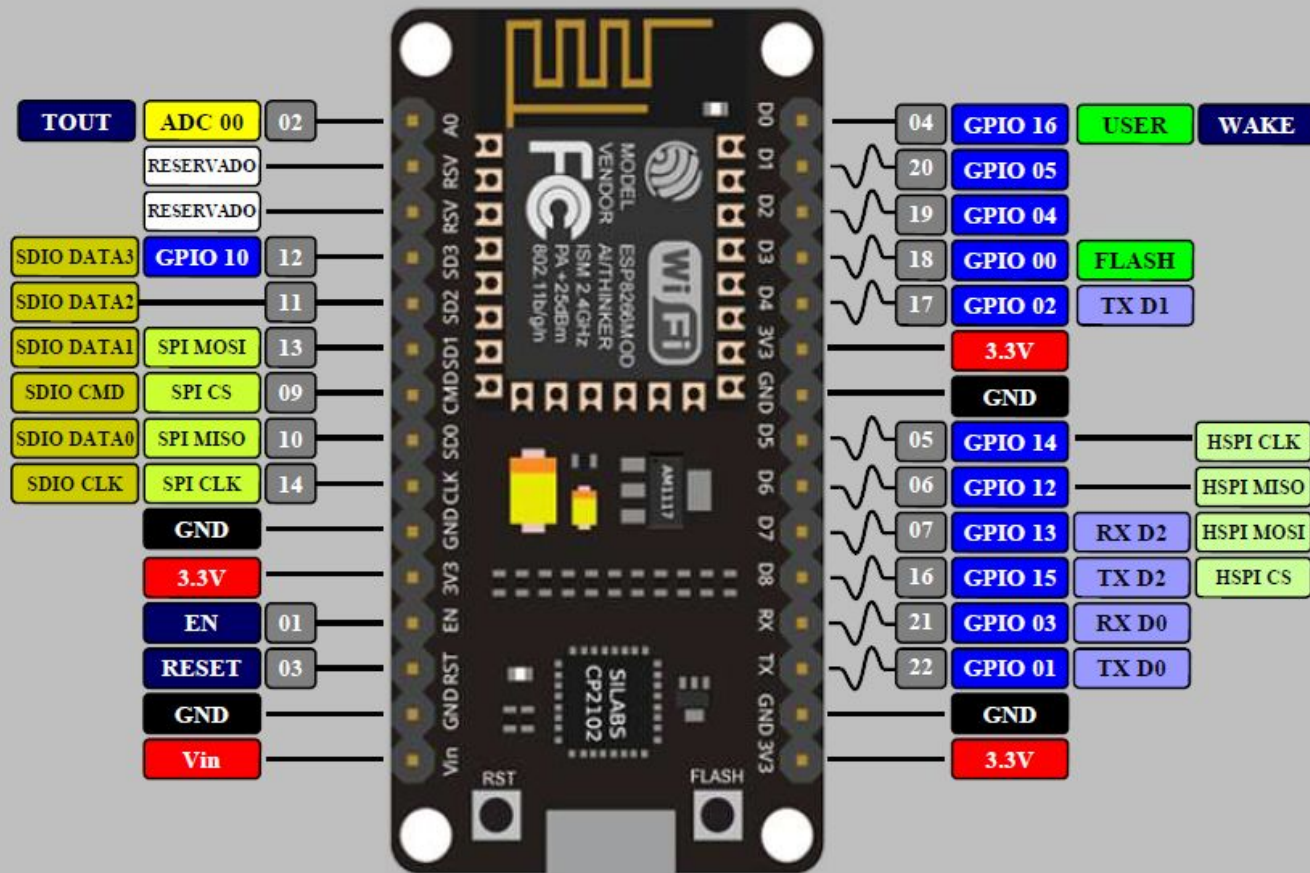 TOUT ADC 00 02 A0
RESERVADO RSV
RESERVADO RSV
SDIO DATA3 GPIO 10 12 SD3
SDIO DATA2 11 SD2
SDIO DATA1 SPI MOSI 13 SD1
SDIO CMD SPI CS 09 CMD
SDIO DATA0 SPI MISO 10 SD0
SDIO CLK SPI CLK 14 CLK
GND GND
3.3V 3V3
EN 01 EN
RESET 03 RST
GND GND
Vin Vin
MODEL ESP8266MOD
VENDOR AI/THINKER
ISM 2.4GHz
PA +25dBm
802.11b/g/n
FC
WiFi
AM1117
SILABS
CP2102
RST
FLASH
D0 04 GPIO 16 USER WAKE
D1 20 GPIO 05
D2 19 GPIO 04
D3 18 GPIO 00 FLASH
D4 17 GPIO 02 TX D1
3V3 3.3V
GND GND
D5 05 GPIO 14 HSPI CLK
D6 06 GPIO 12 HSPI MISO
D7 07 GPIO 13 RX D2 HSPI MOSI
D8 16 GPIO 15 TX D2 HSPI CS
RX 21 GPIO 03 RX D0
TX 22 GPIO 01 TX D0
GND GND
3V3 3.3V